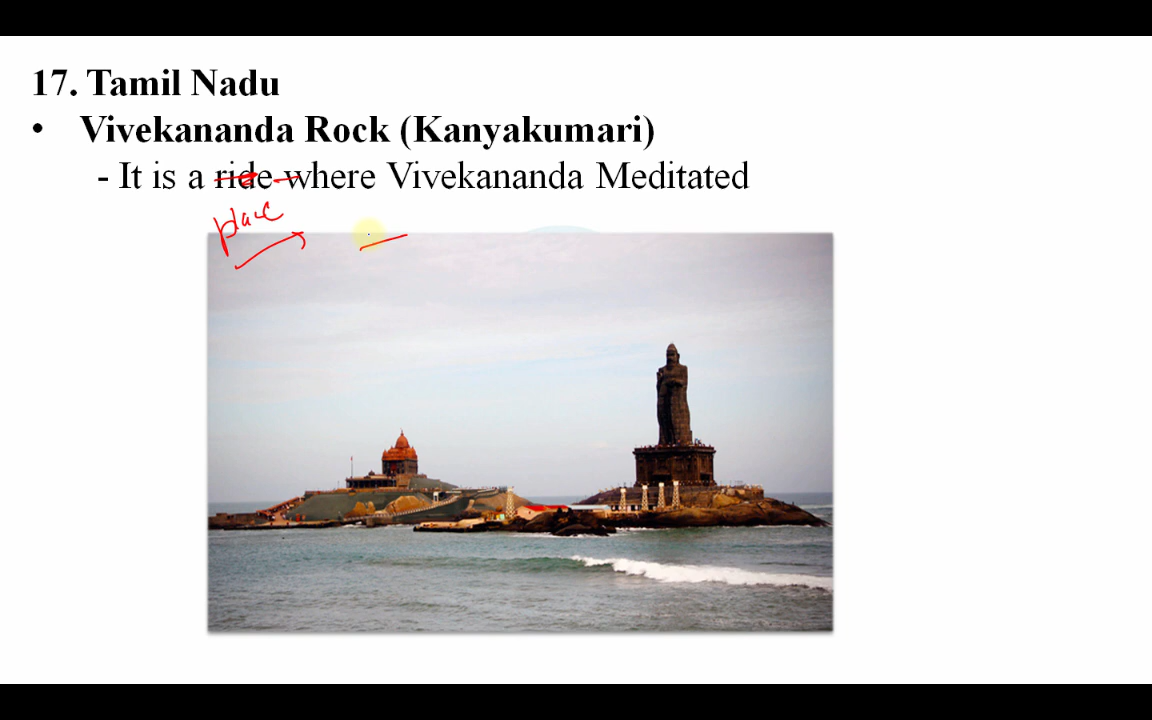 17. Tamil Nadu
• Vivekananda Rock (Kanyakumari)
- It is a ride where Vivekananda Meditated
place